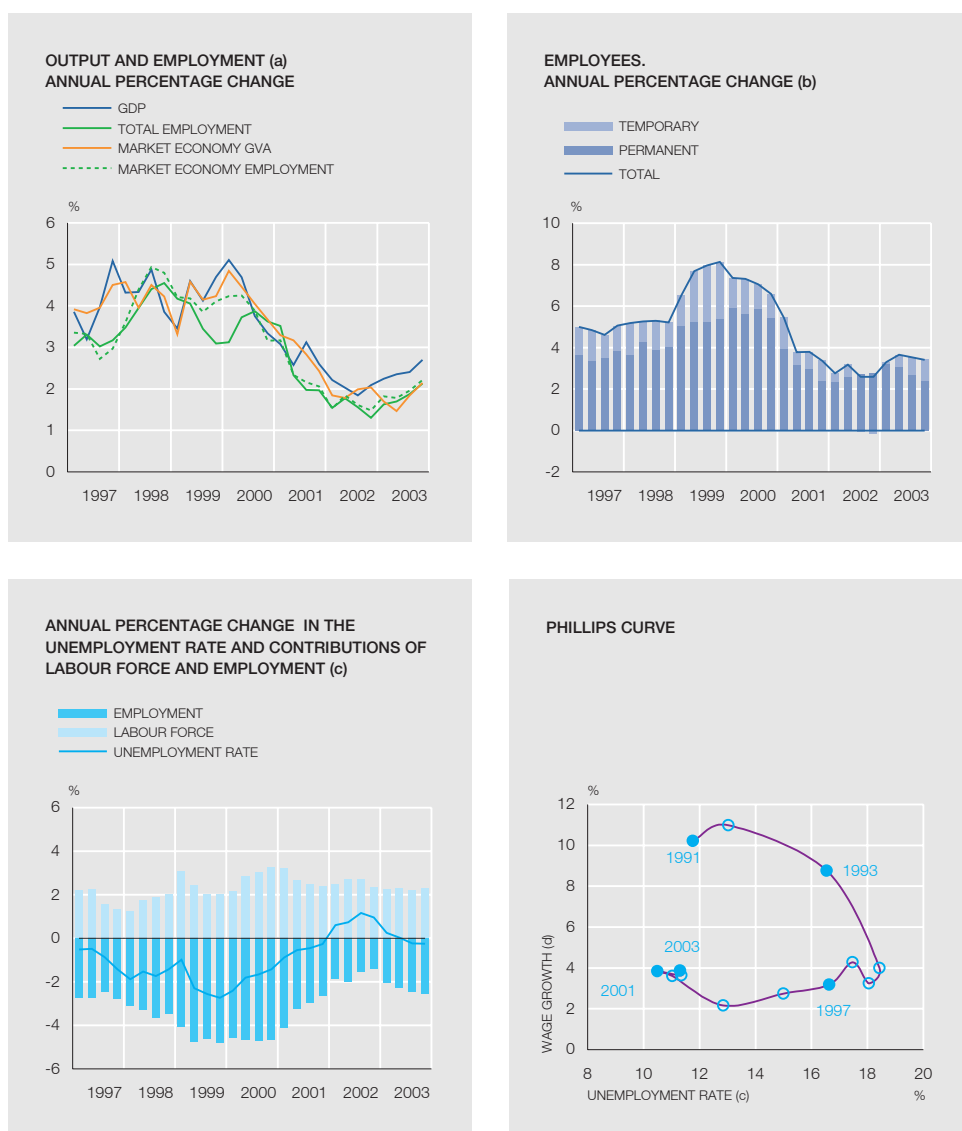 OUTPUT AND EMPLOYMENT (a)
ANNUAL PERCENTAGE CHANGE
GDP
TOTAL EMPLOYMENT
MARKET ECONOMY GVA
MARKET ECONOMY EMPLOYMENT
%
6
5
4
3
2
1
0
1997 1998 1999 2000 2001 2002 2003
EMPLOYEES.
ANNUAL PERCENTAGE CHANGE (b)
TEMPORARY
PERMANENT
TOTAL
%
10
8
6
4
2
0
-2
1997 1998 1999 2000 2001 2002 2003
ANNUAL PERCENTAGE CHANGE IN THE
UNEMPLOYMENT RATE AND CONTRIBUTIONS OF
LABOUR FORCE AND EMPLOYMENT (c)
EMPLOYMENT
LABOUR FORCE
UNEMPLOYMENT RATE
%
6
4
2
0
-2
-4
-6
1997 1998 1999 2000 2001 2002 2003
PHILLIPS CURVE
%
12
10
8
6
4
2
0
WAGE GROWTH (d)
1991
1993
2003
2001
1997
8 10 12 14 16 18 20
UNEMPLOYMENT RATE (c) %